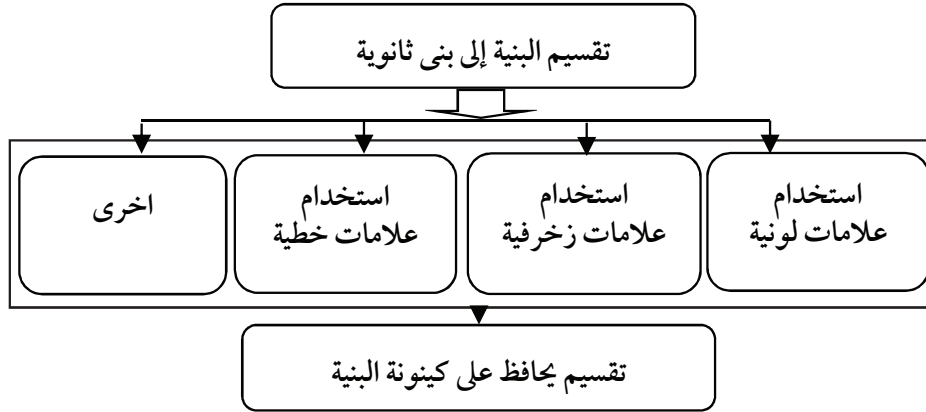 تقسيم البنية إلى بنى ثانوية
استخدام
علامات لونية
استخدام
علامات زخرفية
استخدام
علامات خطية
اخرى
تقسيم يحافظ على كينونة البنية